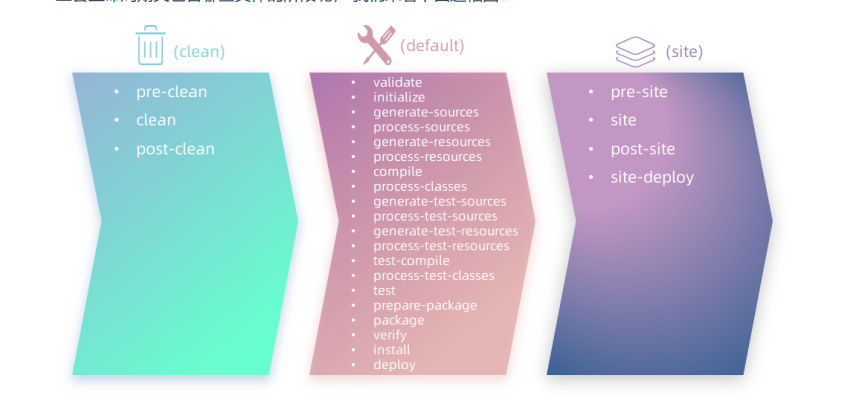 (clean)
pre-clean
clean
post-clean
(default)
validate
initialize
generate-sources
process-sources
generate-resources
process-resources
compile
process-classes
generate-test-sources
process-test-sources
generate-test-resources
process-test-resources
test-compile
process-test-classes
test
prepare-package
package
verify
install
deploy
(site)
pre-site
site
post-site
site-deploy